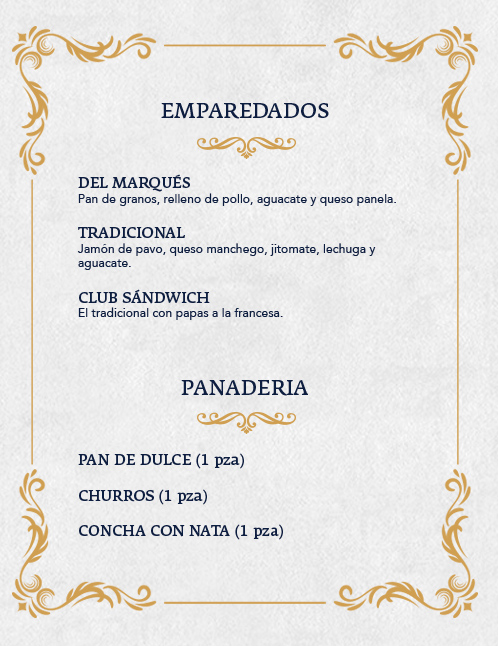 EMPAREDADOS
DEL MARQUÉS
Pan de granos, relleno de pollo, aguacate y queso panela.
TRADICIONAL
Jamón de pavo, queso manchego, jitomate, lechuga y
aguacate.
CLUB SÁNDWICH
El tradicional con papas a la francesa.
PANADERIA
PAN DE DULCE (1 pza)
CHURROS (1 pza)
CONCHA CON NATA (1 pza)